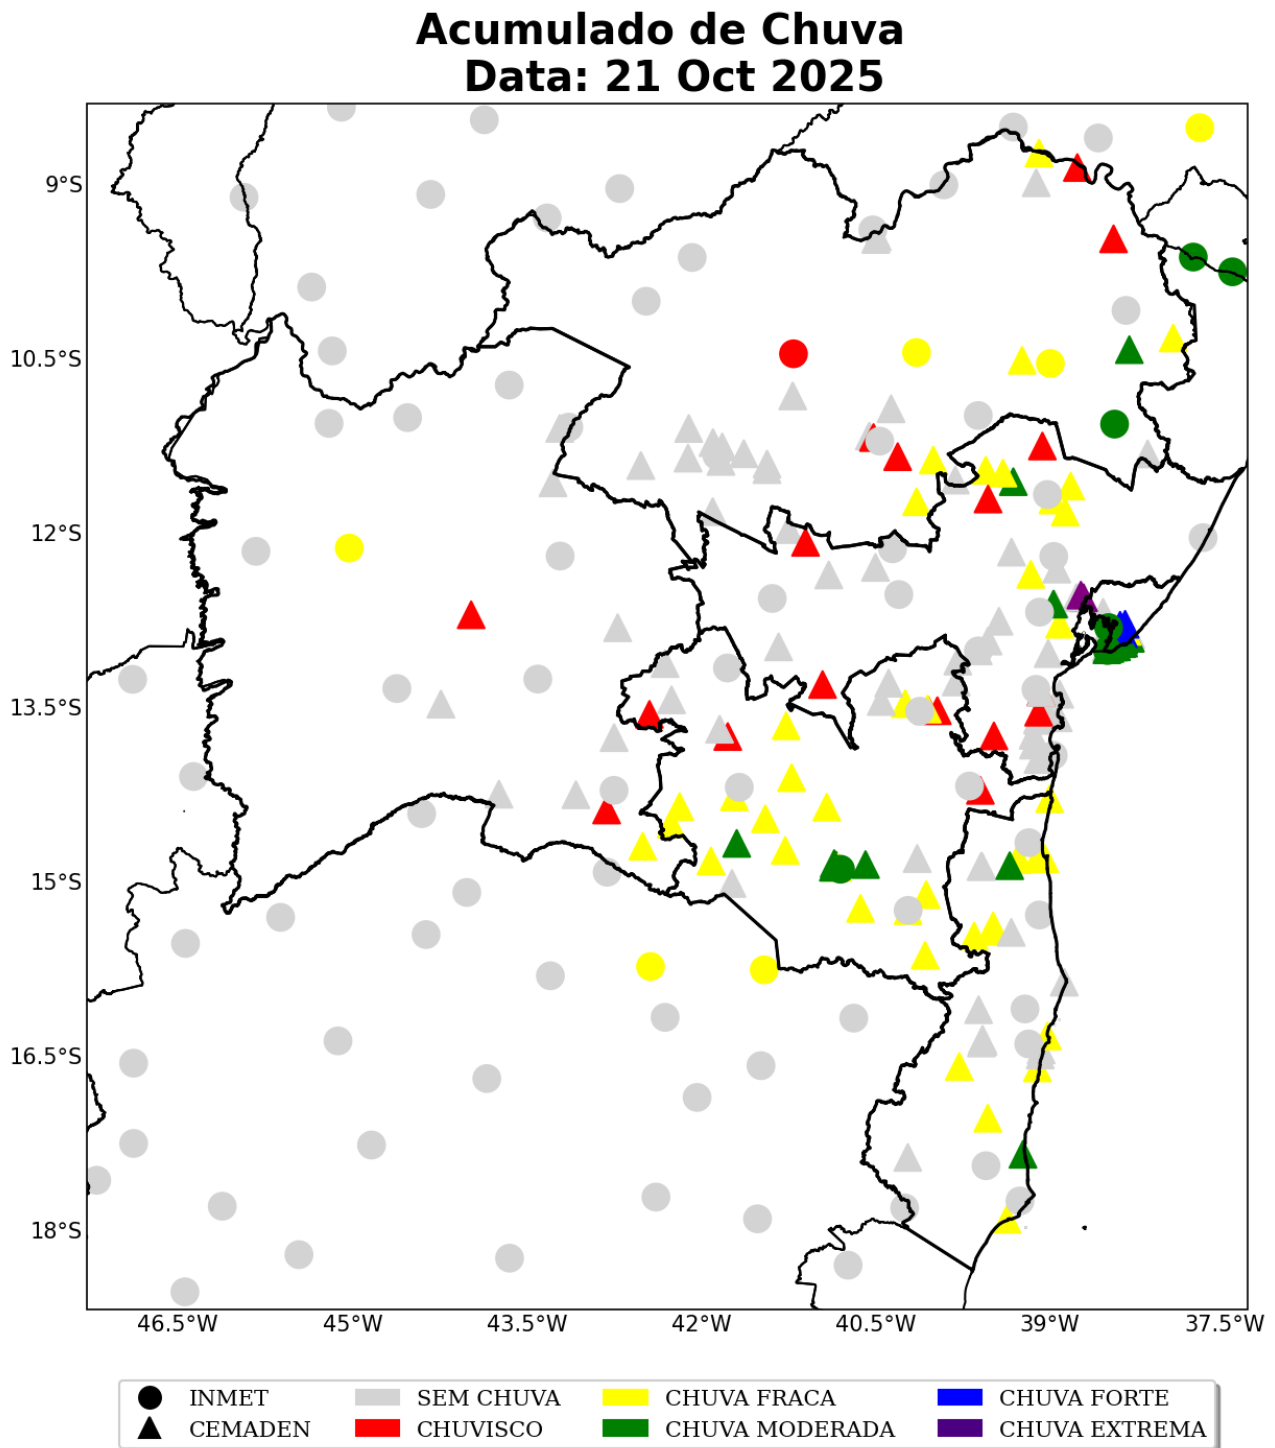 Acumulado de Chuva
Data: 21 Oct 2025
9°S
10.5°S
12°S
13.5°S
15°S
16.5°S
18°S
46.5°W 45°W 43.5°W 42°W 40.5°W 39°W 37.5°W
INMET SEM CHUVA CHUVA FRACA CHUVA FORTE
CEMADEN CHUVISCO CHUVA MODERADA CHUVA EXTREMA